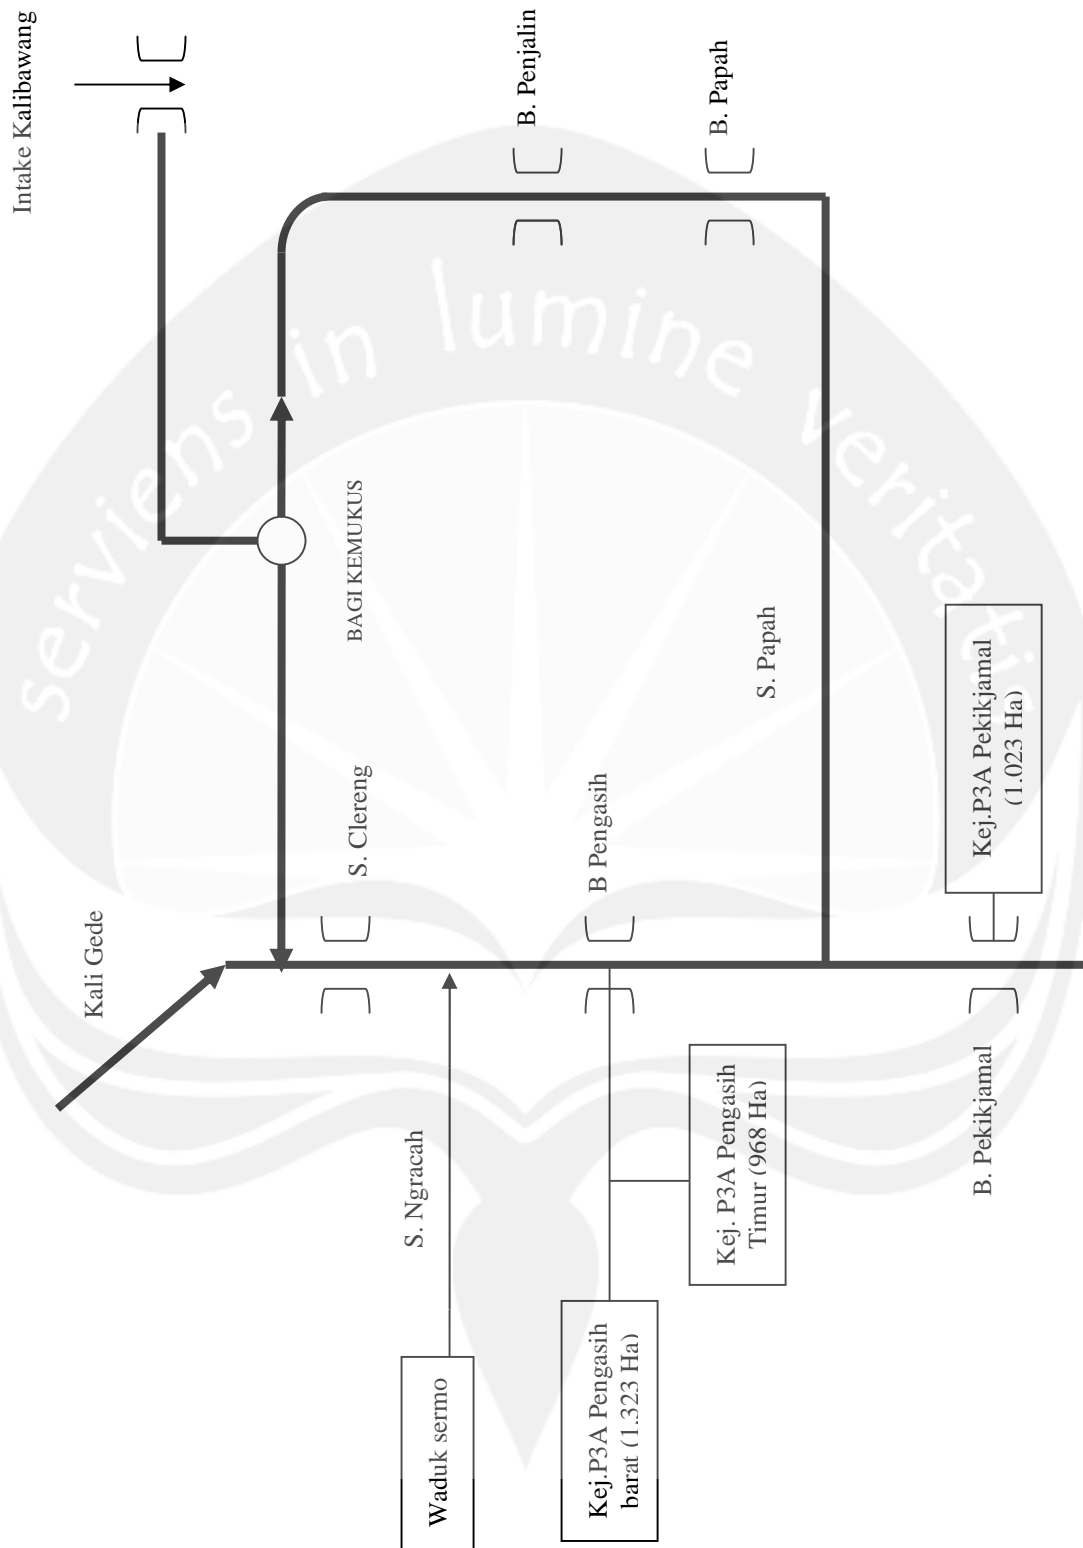 Intake Kalibawang
B. Penjalin
B. Papah
serviens in lumine veritatis
BAGI KEMUKUS
S. Papah
S. Clereng
B Pengasih
Kej.P3A Pekikjamal
(1.023 Ha)
Kali Gede
S. Ngracah
Kej. P3A Pengasih
Timur (968 Ha)
B. Pekikjamal
Waduk sermo
Kej.P3A Pengasih
barat (1.323 Ha)